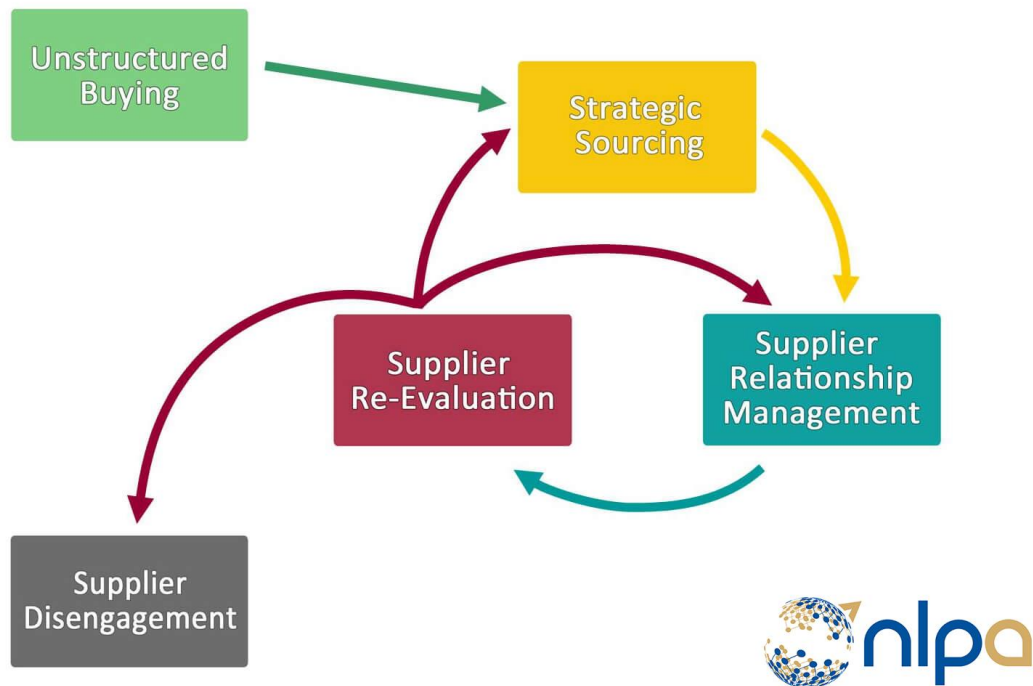 Unstructured
Buying
Strategic
Sourcing
Supplier
Re-Evaluation
Supplier
Relationship
Management
Supplier
Disengagement
nlpa